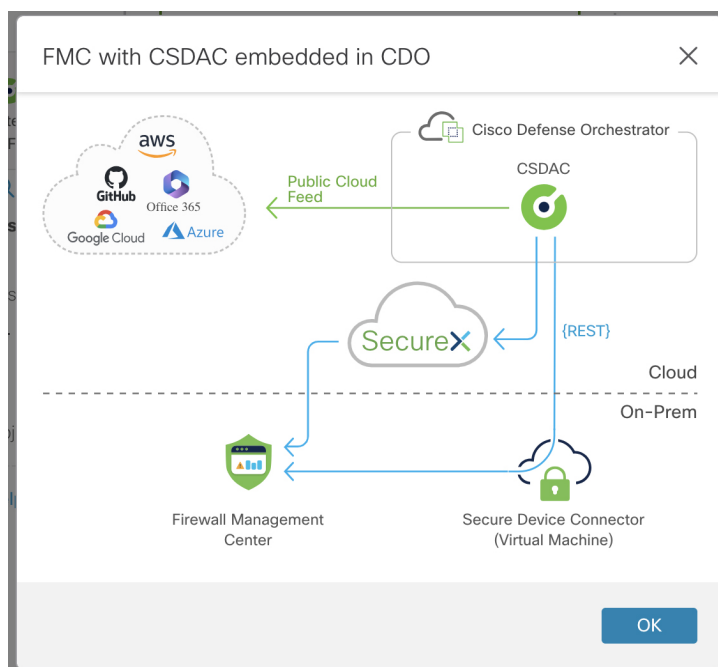 FMC with CSDAC embedded in CDO
aws
GitHub
Office 365
Google Cloud
Azure
Public Cloud
Feed
Cisco Defense Orchestrator
CSDAC
SecureX
{REST}
Cloud
On-Prem
Firewall Management
Center
Secure Device Connector
(Virtual Machine)
OK